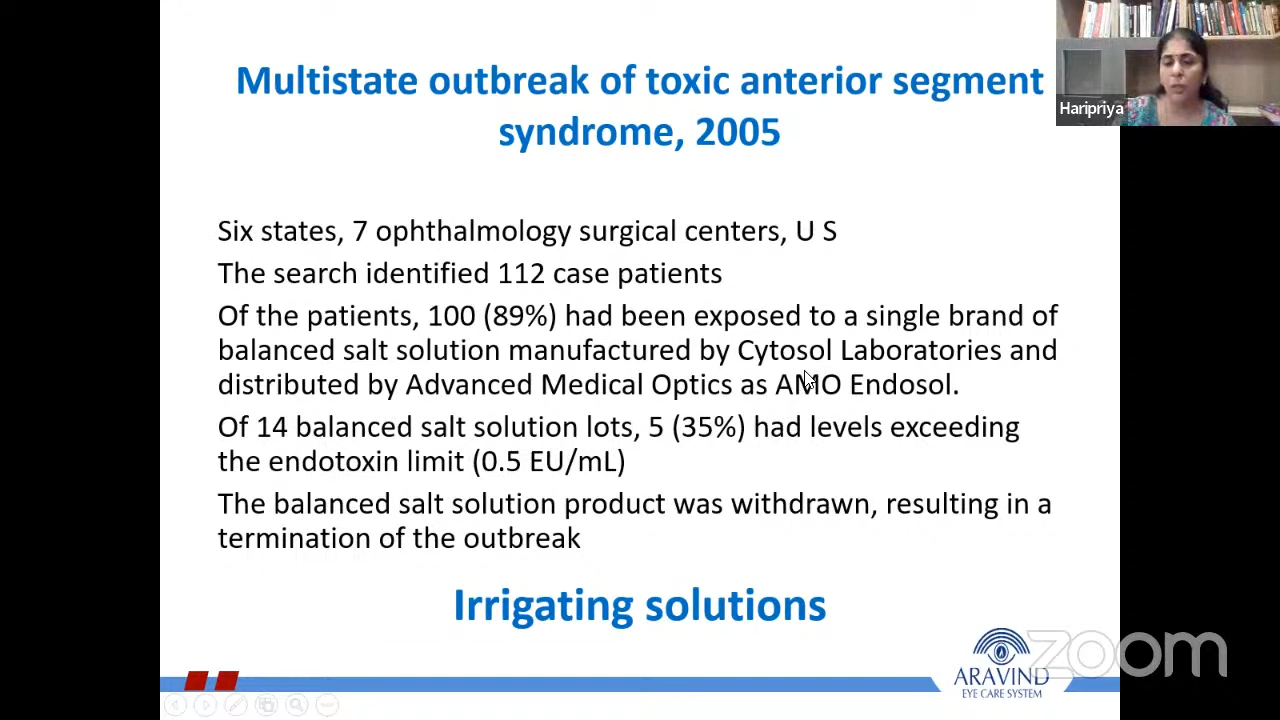 Multistate outbreak of toxic anterior segment
syndrome, 2005
Haripriya
Six states, 7 ophthalmology surgical centers, U S
The search identified 112 case patients
Of the patients, 100 (89%) had been exposed to a single brand of
balanced salt solution manufactured by Cytosol Laboratories and
distributed by Advanced Medical Optics as AMO Endosol.
Of 14 balanced salt solution lots, 5 (35%) had levels exceeding
the endotoxin limit (0.5 EU/mL)
The balanced salt solution product was withdrawn, resulting in a
termination of the outbreak
Irrigating solutions
zoom
ARAVIND
EYE CARE SYSTEM